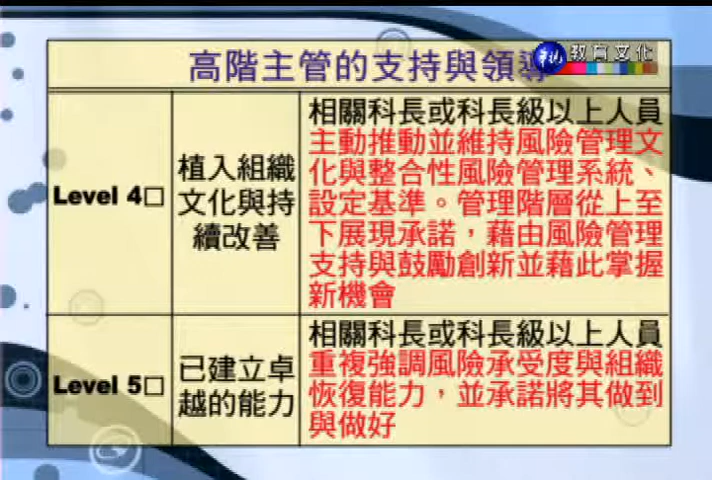 高階主管的支持與領導
視 教育文化
Level 4□
植入組織
文化與持
續改善
相關科長或科長級以上人員
主動推動並維持風險管理文
化與整合性風險管理系統、
設定基準。管理階層從上至
下展現承諾，藉由風險管理
支持與鼓勵創新並藉此掌握
新機會
Level 5□
已建立卓
越的能力
相關科長或科長級以上人員
重複強調風險承受度與組織
恢復能力，並承諾將其做到
與做好